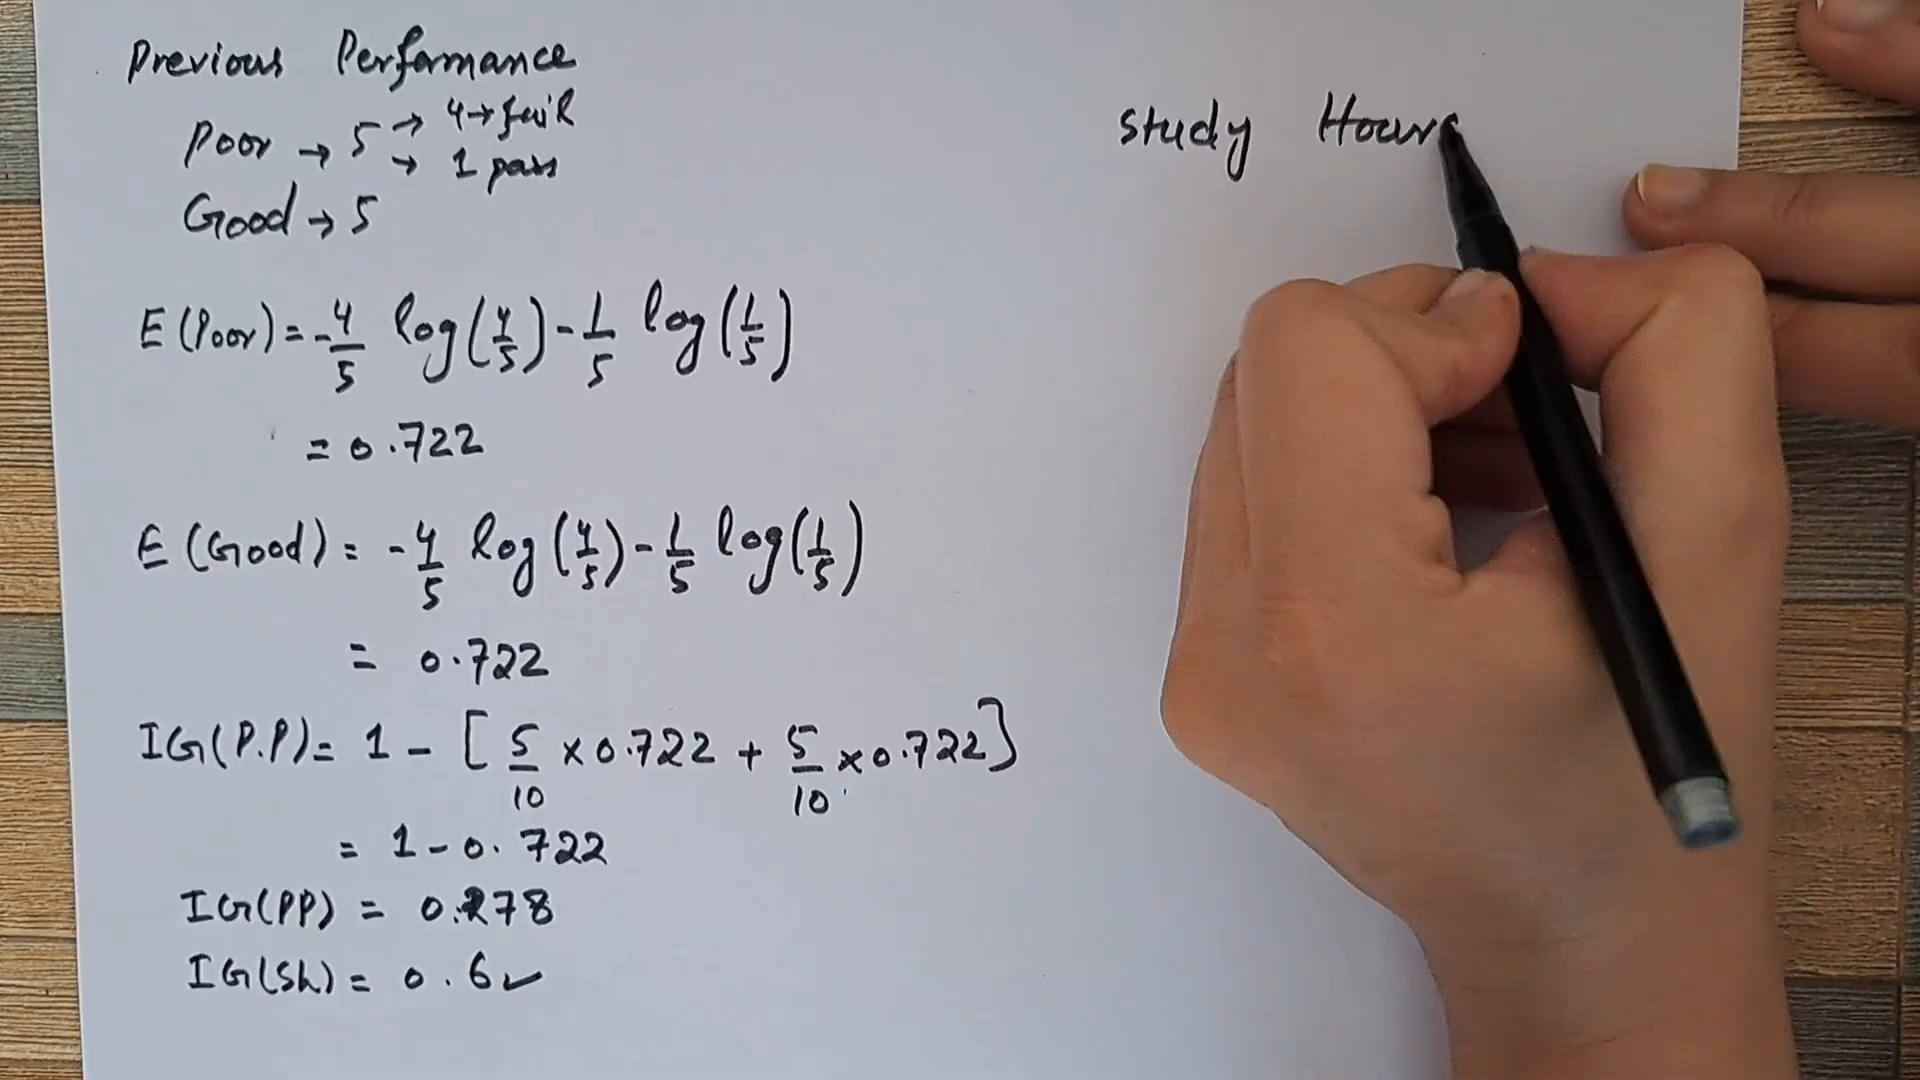 Previous Performance
Poor → 5 → 4 → fail
→ 1 pass
Good → 5
E (Poor) = -4/5 log(4/5) - 1/5 log(1/5)
= 0.722
E (Good) = -4/5 log(4/5) - 1/5 log(1/5)
= 0.722
IG(P.P) = 1 - [5/10 × 0.722 + 5/10 × 0.722]
= 1 - 0.722
IG(PP) = 0.278
IG(Sh) = 0.6 ✓
Study Hours